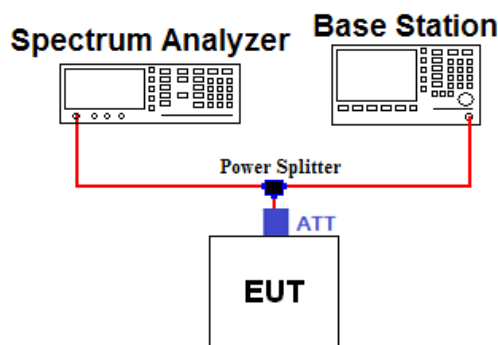 Spectrum Analyzer
Base Station
Power Splitter
ATT
EUT